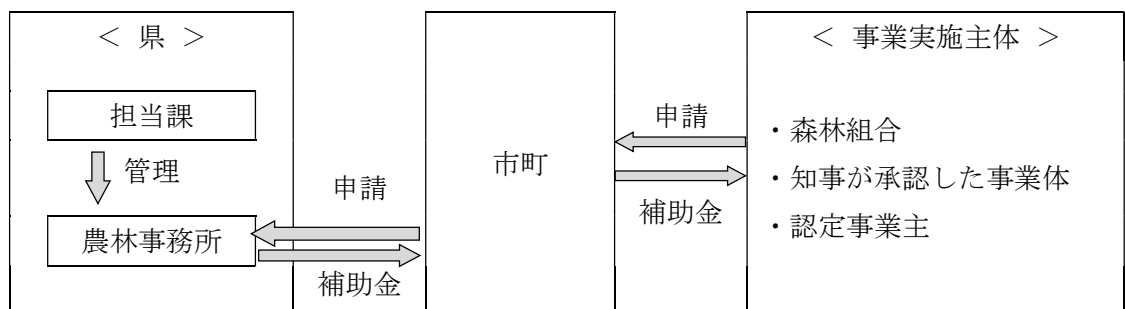 ＜ 県 ＞
担当課
管理
農林事務所
申請
補助金
市町
申請
補助金
＜ 事業実施主体 ＞
・森林組合
・知事が承認した事業体
・認定事業主